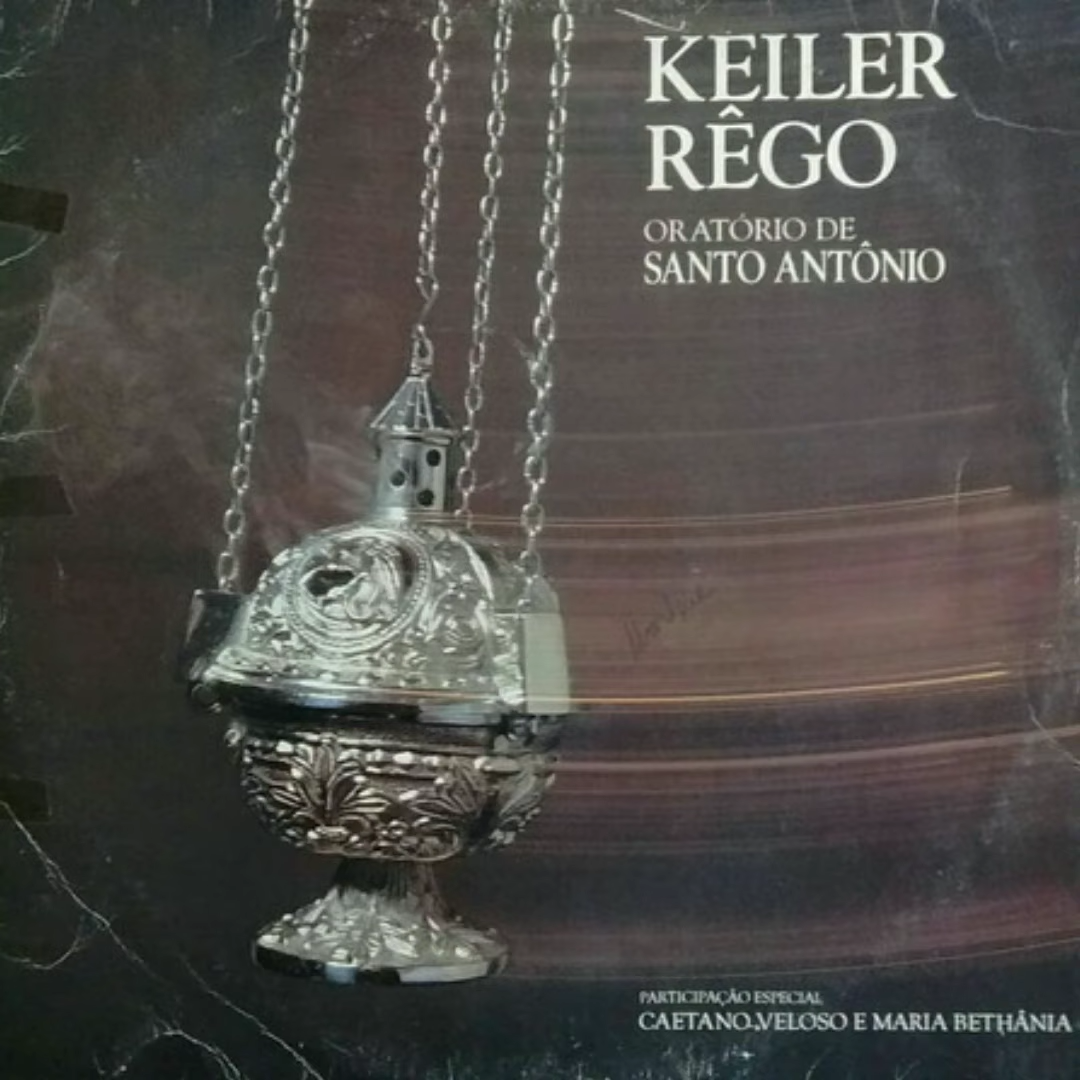 KEILER
RÊGO
ORATÓRIO DE
SANTO ANTÔNIO
PARTICIPAÇÃO ESPECIAL
CAETANO VELOSO E MARIA BETHÂNIA